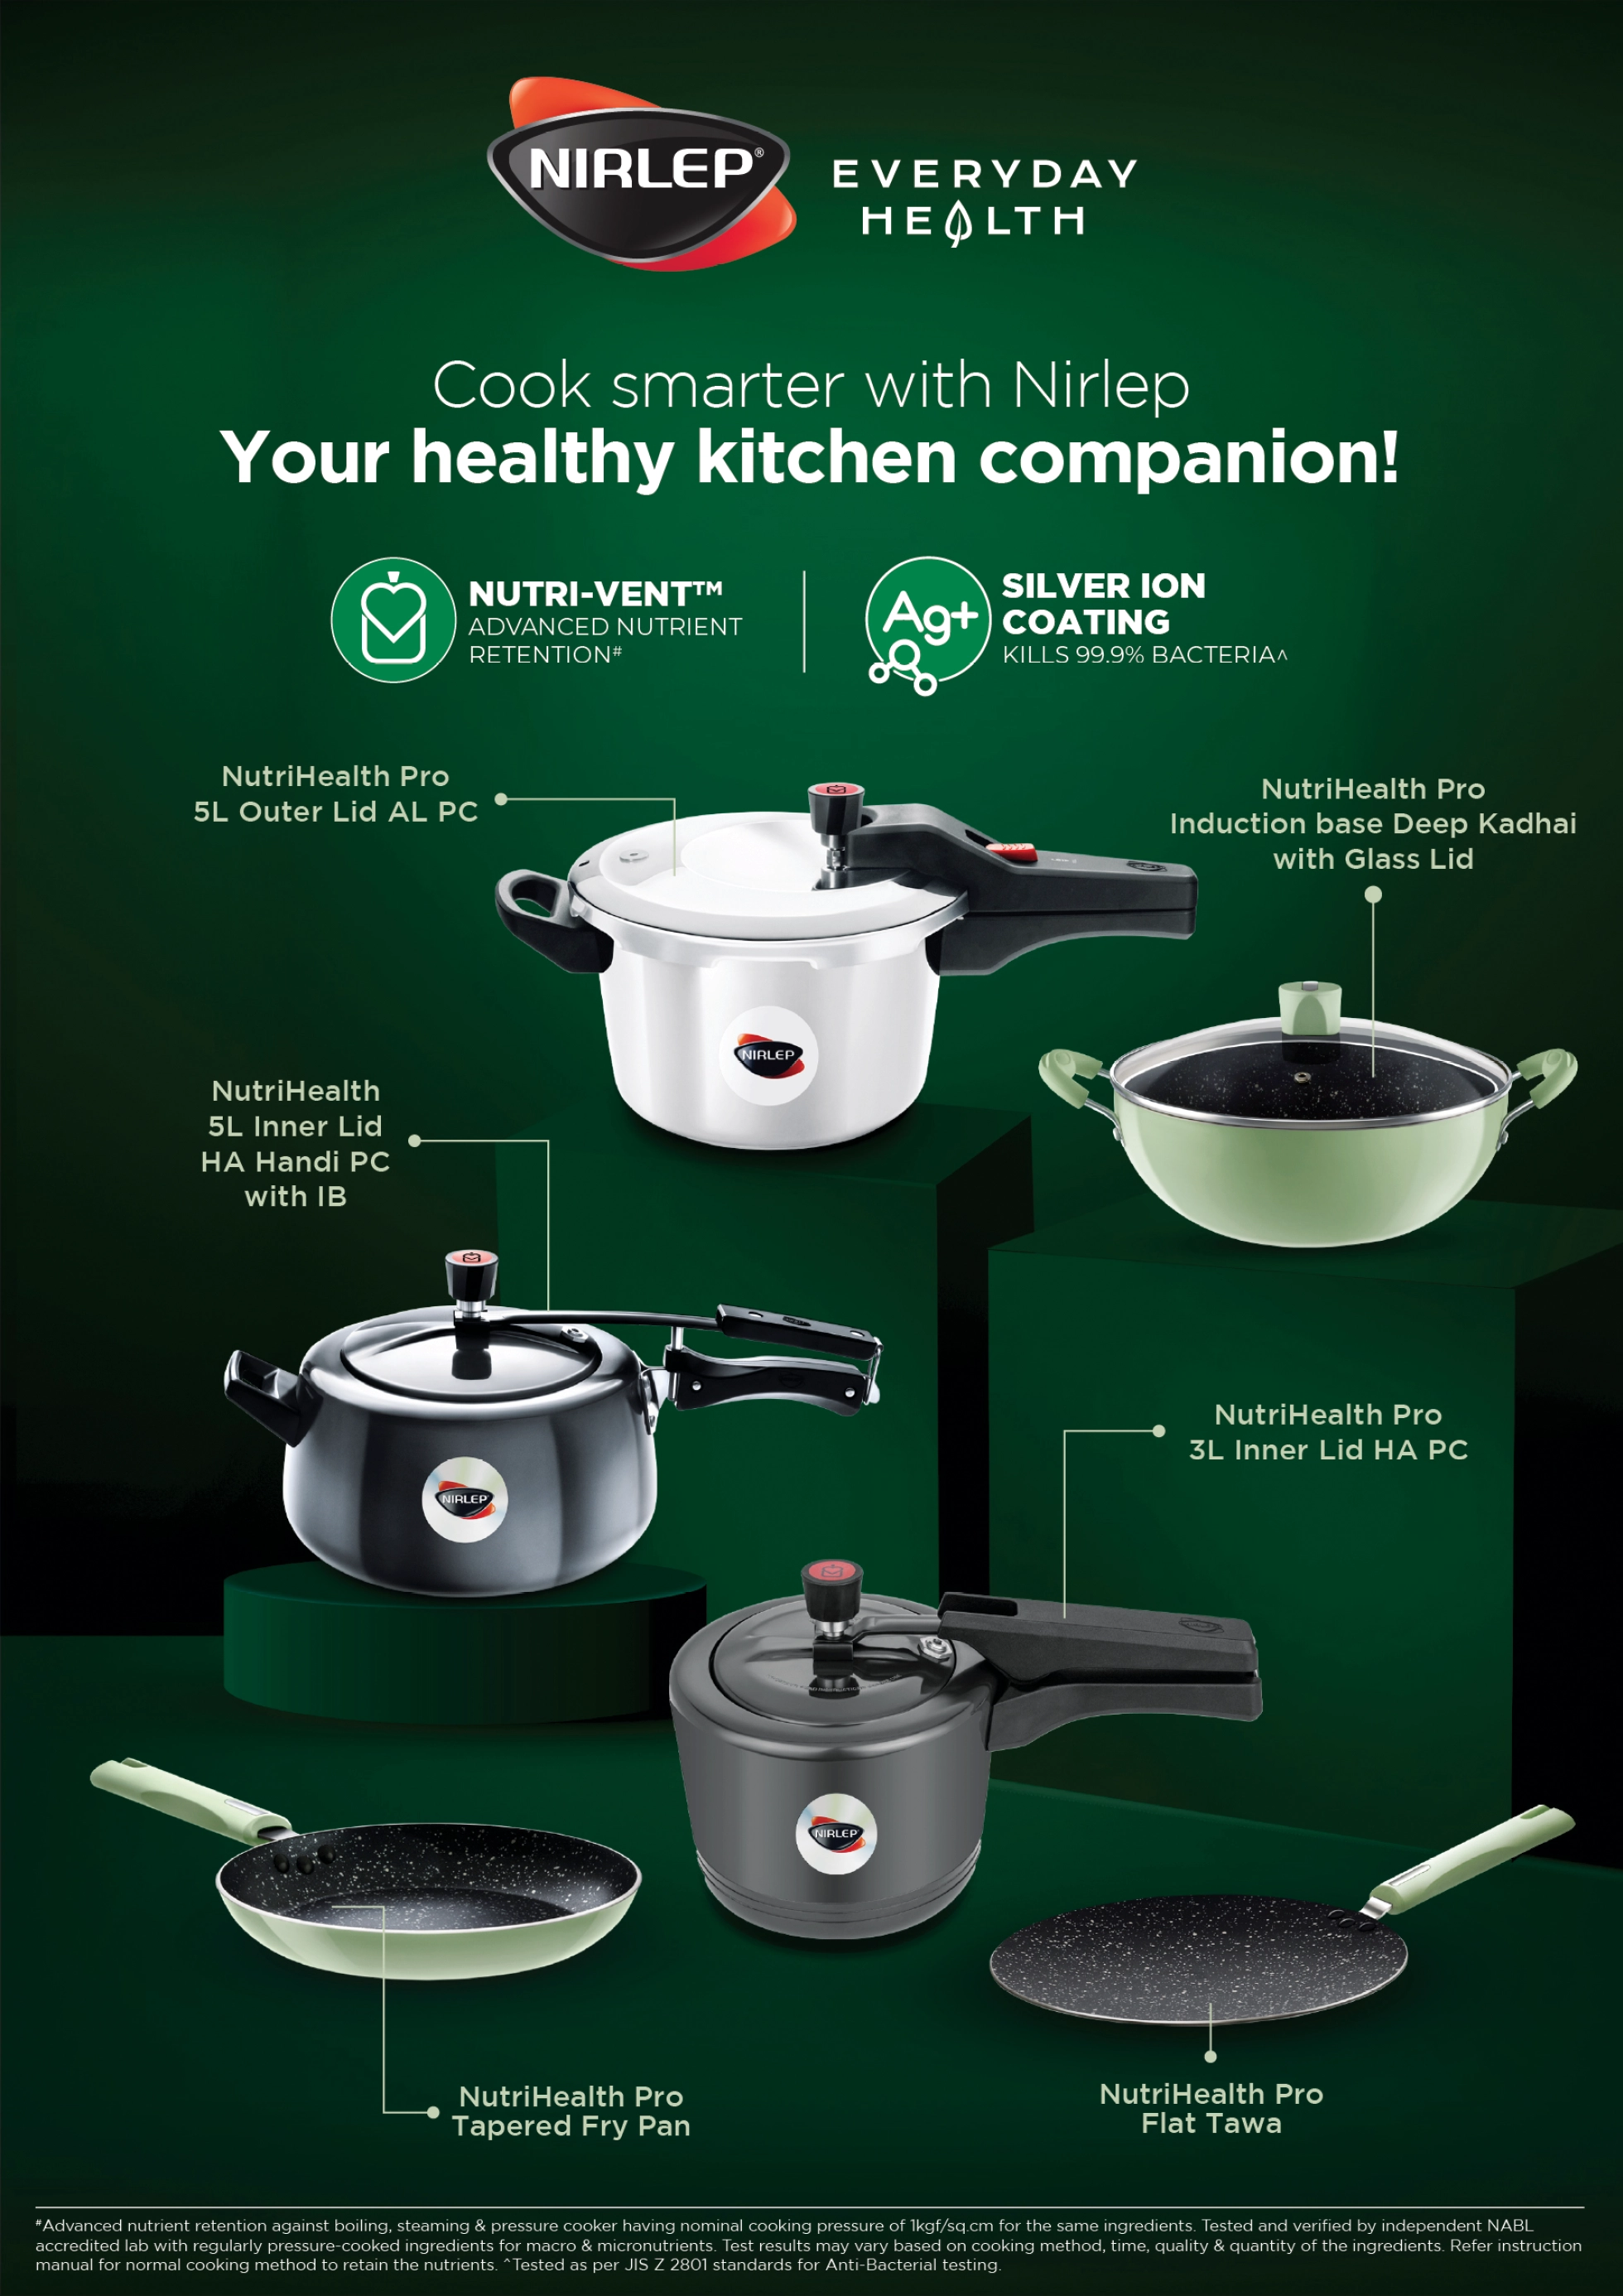 NIRLEP®
EVERYDAY
HEALTH
Cook smarter with Nirlep
Your healthy kitchen companion!
NUTRI-VENT™
ADVANCED NUTRIENT
RETENTION#
Ag+
SILVER ION
COATING
KILLS 99.9% BACTERIA^
NutriHealth Pro
5L Outer Lid AL PC
NutriHealth Pro
Induction base Deep Kadhai
with Glass Lid
NIRLEP
NutriHealth
5L Inner Lid
HA Handi PC
with IB
NIRLEP
NutriHealth Pro
3L Inner Lid HA PC
NIRLEP
NutriHealth Pro
Tapered Fry Pan
NutriHealth Pro
Flat Tawa
#Advanced nutrient retention against boiling, steaming & pressure cooker having nominal cooking pressure of 1kgf/sq.cm for the same ingredients. Tested and verified by independent NABL
accredited lab with regularly pressure-cooked ingredients for macro & micronutrients. Test results may vary based on cooking method, time, quality & quantity of the ingredients. Refer instruction
manual for normal cooking method to retain the nutrients. ^Tested as per JIS Z 2801 standards for Anti-Bacterial testing.